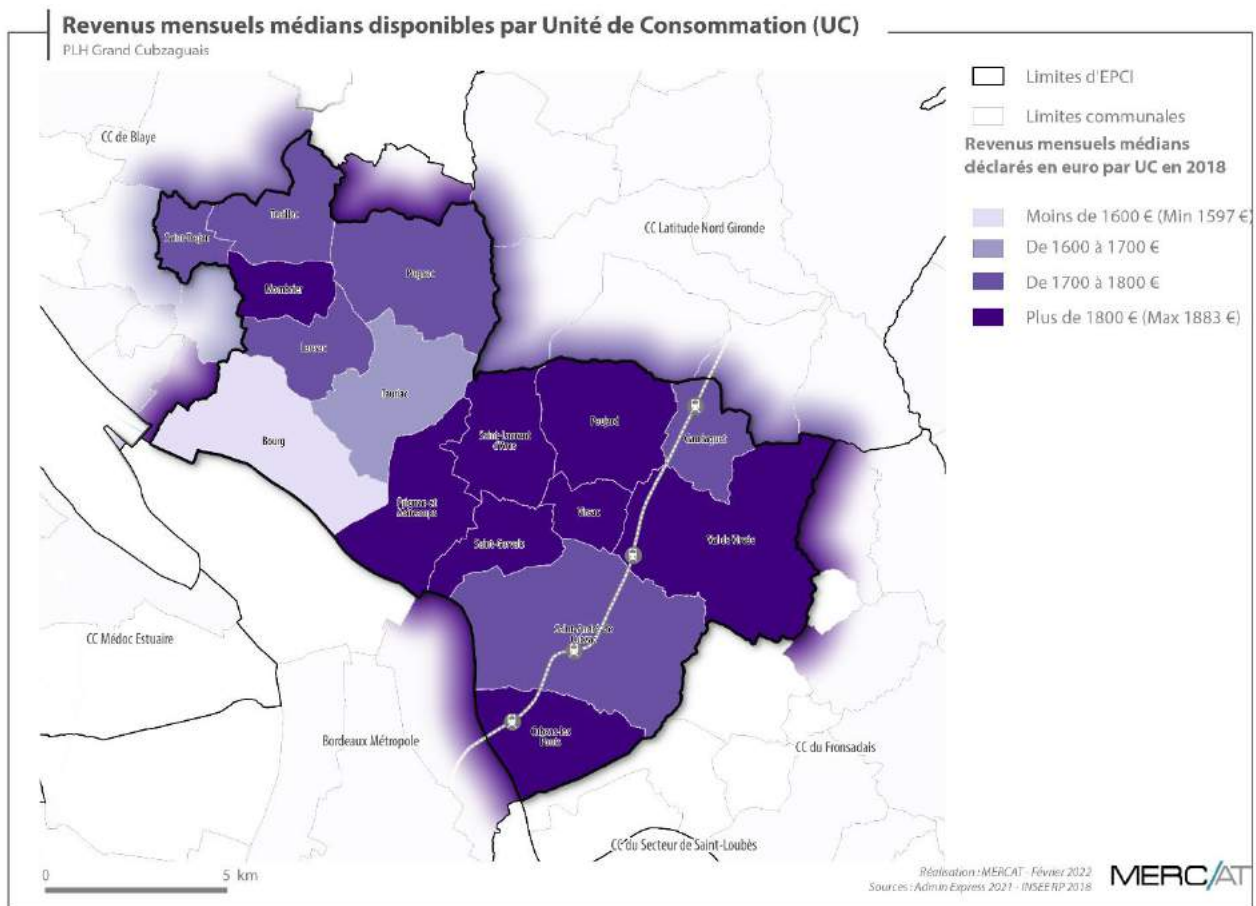 Revenus mensuels médians disponibles par Unité de Consommation (UC)
PLH Grand Cubzaguais
Limites d'EPCI
Limites communales
Revenus mensuels médians
déclarés en euro par UC en 2018
Moins de 1600 € (Min 1597 €)
De 1600 à 1700 €
De 1700 à 1800 €
Plus de 1800 € (Max 1883 €)
CC de Blaye
CC Latitude Nord Gironde
Teuillac
Pugnac
Mombrier
Lansac
Tauriac
Bourg
Saint-Laurent
d'Arce
Peujard
Prignac-et
Marcamps
Virsac
Saint-Gervais
Val de Virvée
CC Médoc Estuaire
Saint-André-de
Cubzac
Cubzac-les
Ponts
Bordeaux Métropole
CC du Fronsadais
CC du Secteur de Saint-Loubès
0 5 km
Réalisation : MERCAT - Février 2022
Sources : Admin Express 2021 - INSEE RP 2018
MERC/AT